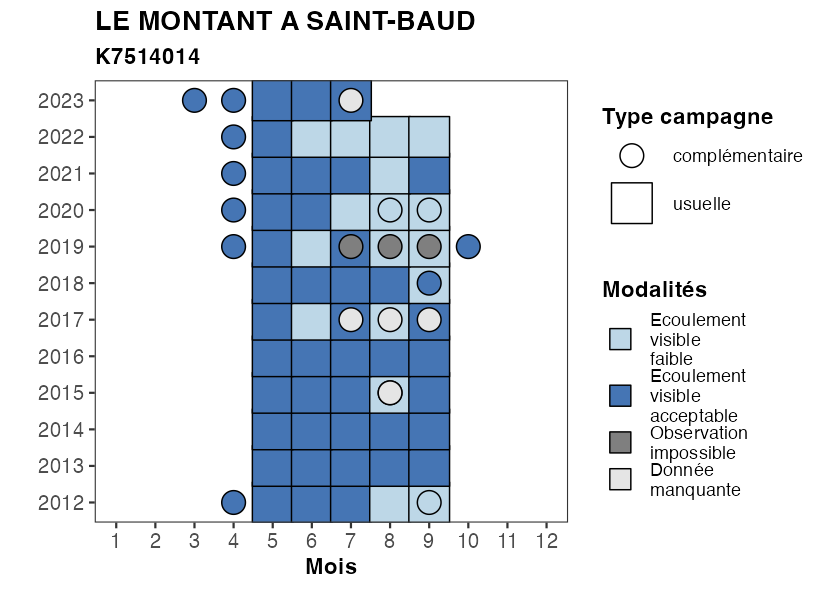 LE MONTANT A SAINT-BAUD
K7514014
2023
2022
2021
2020
2019
2018
2017
2016
2015
2014
2013
2012
1 2 3 4 5 6 7 8 9 10 11 12
Mois
Type campagne
complémentaire
usuelle
Modalités
Ecoulement
visible
faible
Ecoulement
visible
acceptable
Observation
impossible
Donnée
manquante